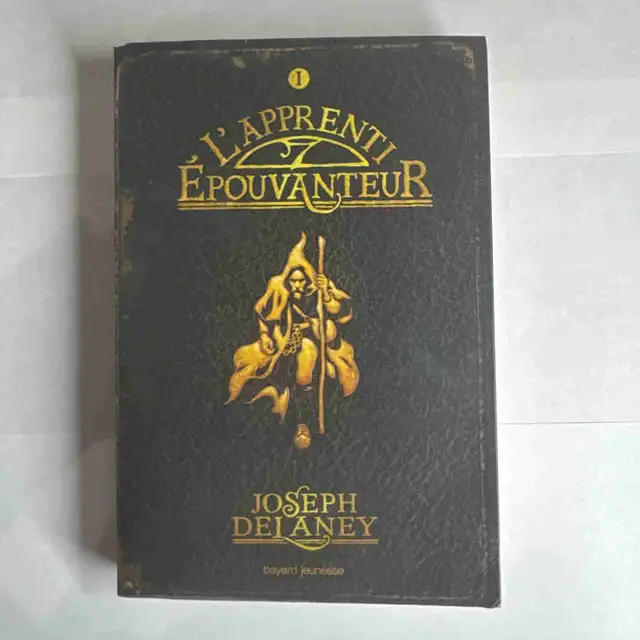 I
L'APPRENTI
ÉPOUVANTEUR
JOSEPH
DELANEY
bayard jeunesse